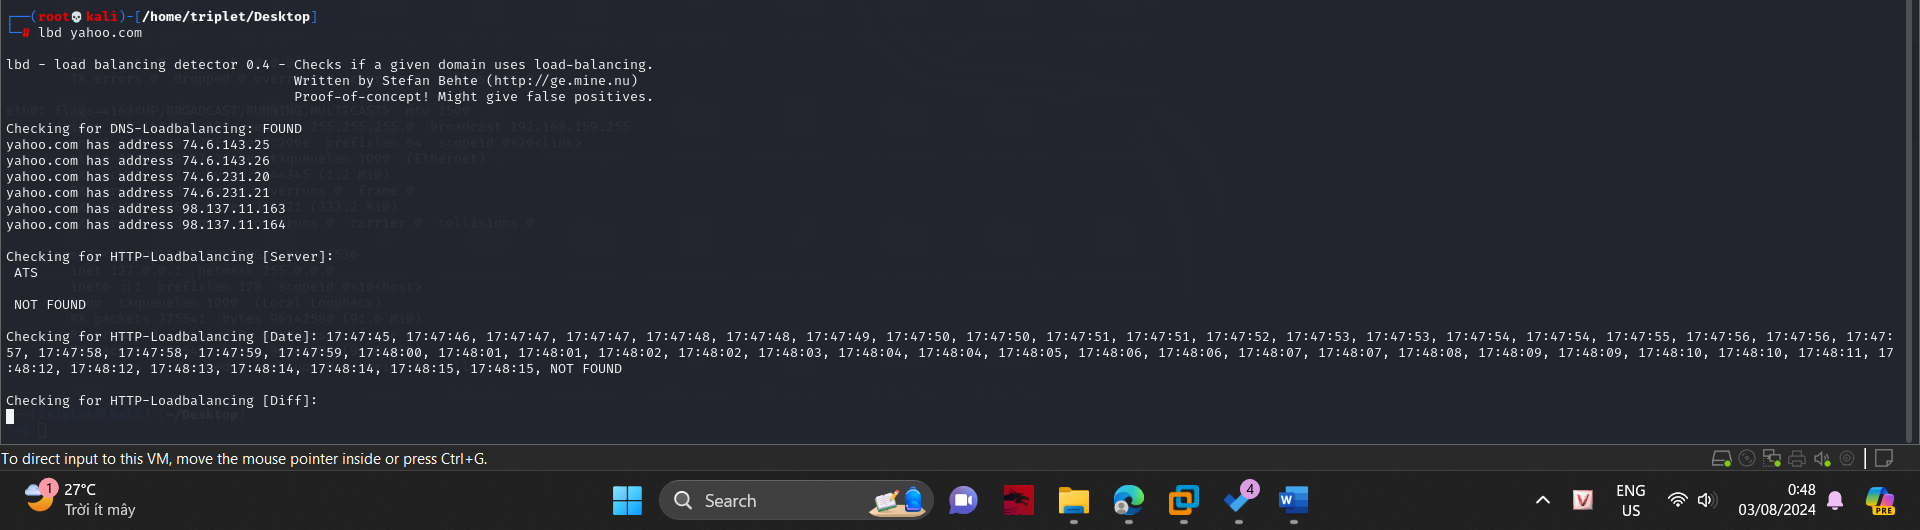 ┌──(root💀kali)-[/home/triplet/Desktop]
└─# lbd yahoo.com
lbd - load balancing detector 0.4 - Checks if a given domain uses load-balancing.
Written by Stefan Behte (http://ge.mine.nu)
Proof-of-concept! Might give false positives.
Checking for DNS-Loadbalancing: FOUND
yahoo.com has address 74.6.143.25
yahoo.com has address 74.6.143.26
yahoo.com has address 74.6.231.20
yahoo.com has address 74.6.231.21
yahoo.com has address 98.137.11.163
yahoo.com has address 98.137.11.164
Checking for HTTP-Loadbalancing [Server]:
ATS
NOT FOUND
Checking for HTTP-Loadbalancing [Date]: 17:47:45, 17:47:46, 17:47:47, 17:47:47, 17:47:48, 17:47:48, 17:47:49, 17:47:50, 17:47:50, 17:47:51, 17:47:51, 17:47:52, 17:47:53, 17:47:53, 17:47:54, 17:47:54, 17:47:55, 17:47:56, 17:47:56, 17:47:
57, 17:47:58, 17:47:58, 17:47:59, 17:47:59, 17:48:00, 17:48:01, 17:48:01, 17:48:02, 17:48:02, 17:48:03, 17:48:04, 17:48:04, 17:48:05, 17:48:06, 17:48:06, 17:48:07, 17:48:07, 17:48:08, 17:48:09, 17:48:09, 17:48:10, 17:48:10, 17:48:11, 17
:48:12, 17:48:12, 17:48:13, 17:48:14, 17:48:14, 17:48:15, 17:48:15, NOT FOUND
Checking for HTTP-Loadbalancing [Diff]:
To direct input to this VM, move the mouse pointer inside or press Ctrl+G.
1
27°C
Trời ít mây
Search
4
W
V
ENG
US
0:48
03/08/2024
PRE